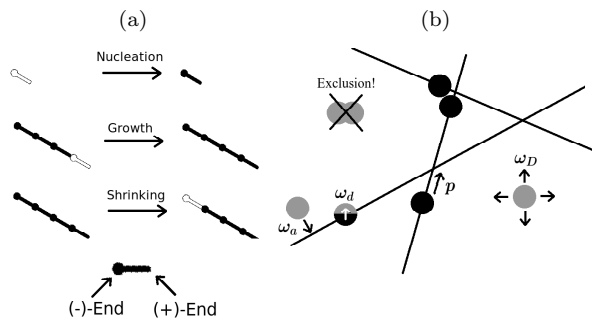 (a)
Nucleation
Growth
Shrinking
(-)-End (+)-End
(b)
Exclusion!
ω_D
p
ω_d
ω_a